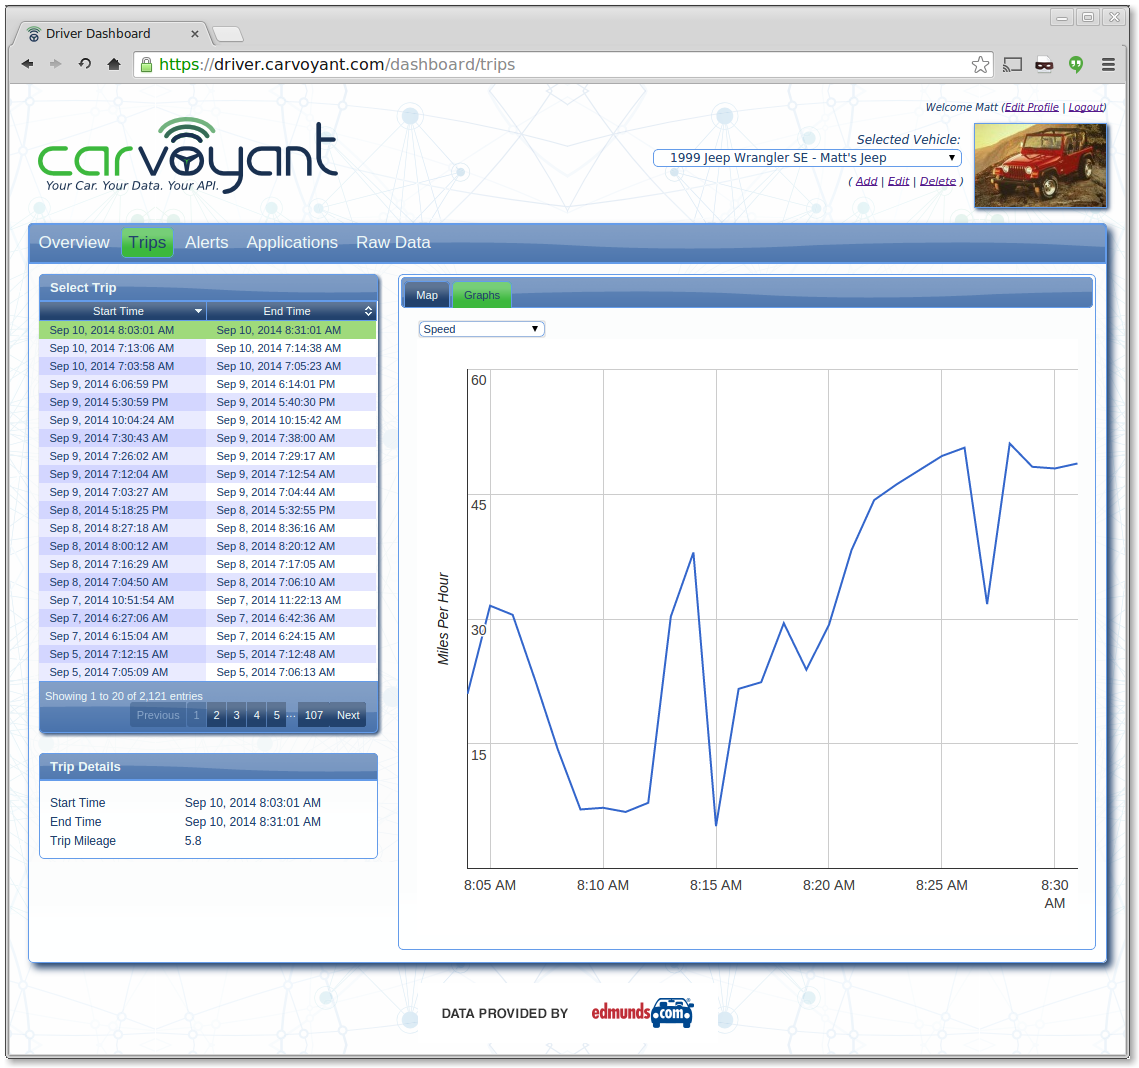 Driver Dashboard
https://driver.carvoyant.com/dashboard/trips
Welcome Matt (Edit Profile | Logout)
carvoyant
Your Car. Your Data. Your API.
Selected Vehicle:
1999 Jeep Wrangler SE - Matt's Jeep
( Add | Edit | Delete )
Overview Trips Alerts Applications Raw Data
Select Trip
Start Time End Time
Sep 10, 2014 8:03:01 AM Sep 10, 2014 8:31:01 AM
Sep 10, 2014 7:13:06 AM Sep 10, 2014 7:14:38 AM
Sep 10, 2014 7:03:58 AM Sep 10, 2014 7:05:23 AM
Sep 9, 2014 6:06:59 PM Sep 9, 2014 6:14:01 PM
Sep 9, 2014 5:30:59 PM Sep 9, 2014 5:40:30 PM
Sep 9, 2014 10:04:24 AM Sep 9, 2014 10:15:42 AM
Sep 9, 2014 7:30:43 AM Sep 9, 2014 7:38:00 AM
Sep 9, 2014 7:26:02 AM Sep 9, 2014 7:29:17 AM
Sep 9, 2014 7:12:04 AM Sep 9, 2014 7:12:54 AM
Sep 9, 2014 7:03:27 AM Sep 9, 2014 7:04:44 AM
Sep 8, 2014 5:18:25 PM Sep 8, 2014 5:32:55 PM
Sep 8, 2014 8:27:18 AM Sep 8, 2014 8:36:16 AM
Sep 8, 2014 8:00:12 AM Sep 8, 2014 8:20:12 AM
Sep 8, 2014 7:16:29 AM Sep 8, 2014 7:17:05 AM
Sep 8, 2014 7:04:50 AM Sep 8, 2014 7:06:10 AM
Sep 7, 2014 10:51:54 AM Sep 7, 2014 11:22:13 AM
Sep 7, 2014 6:27:06 AM Sep 7, 2014 6:42:36 AM
Sep 7, 2014 6:15:04 AM Sep 7, 2014 6:24:15 AM
Sep 5, 2014 7:12:15 AM Sep 5, 2014 7:12:48 AM
Sep 5, 2014 7:05:09 AM Sep 5, 2014 7:06:13 AM
Showing 1 to 20 of 2,121 entries
Previous 1 2 3 4 5 ... 107 Next
Trip Details
Start Time Sep 10, 2014 8:03:01 AM
End Time Sep 10, 2014 8:31:01 AM
Trip Mileage 5.8
Map Graphs
Speed
60
45
30
15
Miles Per Hour
8:05 AM 8:10 AM 8:15 AM 8:20 AM 8:25 AM 8:30
AM
DATA PROVIDED BY edmunds.com